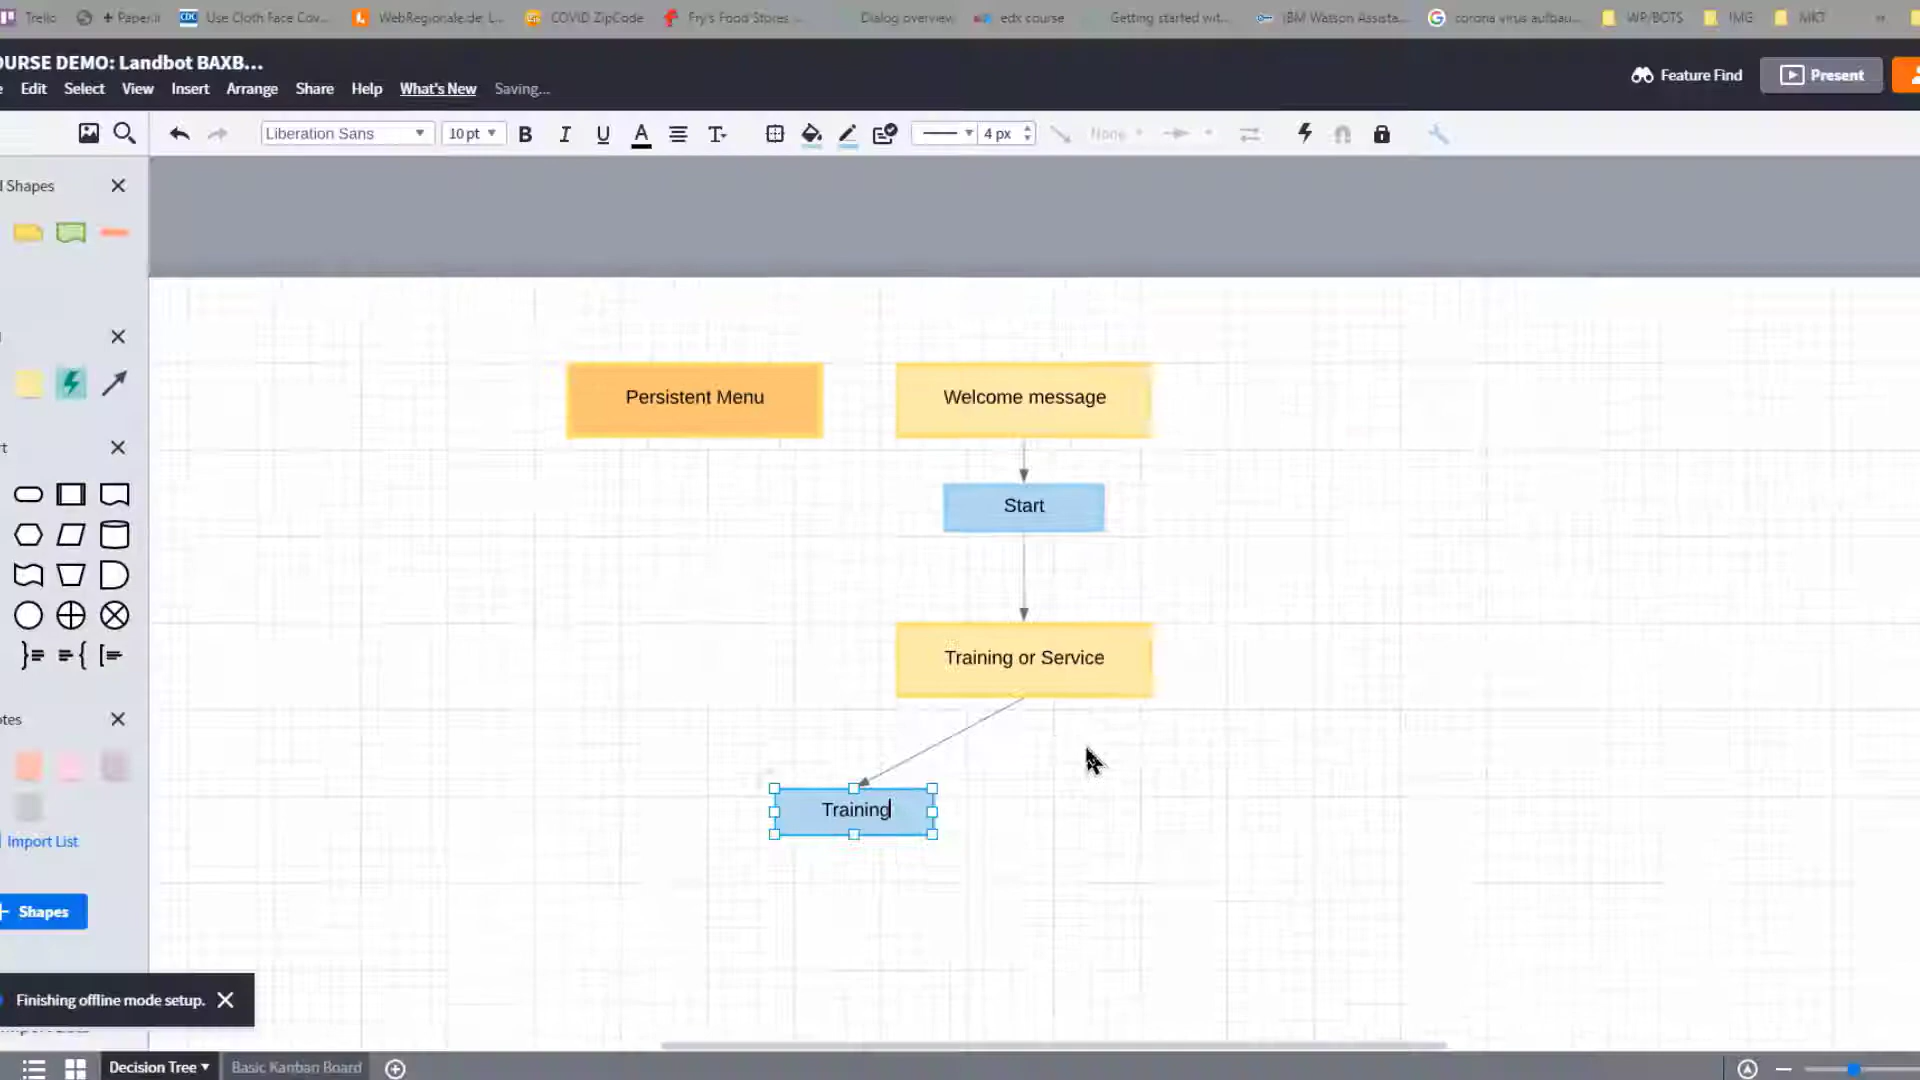 Trello
+ Paper.li
Use Cloth Face Cov...
WebRegionale.de: L...
COVID ZipCode
Fry's Food Stores ...
Dialog overview
edx course
Getting started wit...
IBM Watson Assista...
corona virus aufbau...
WP/BOTS
IMG
MKT
»
OURSE DEMO: Landbot BAXB...
Edit Select View Insert Arrange Share Help What's New Saving...
Feature Find
Present
Liberation Sans
10 pt
B I U A T
4 px
None
d Shapes
Persistent Menu
Welcome message
Start
Training or Service
Training
rt
otes
Import List
+ Shapes
Finishing offline mode setup.
Decision Tree
Basic Kanban Board